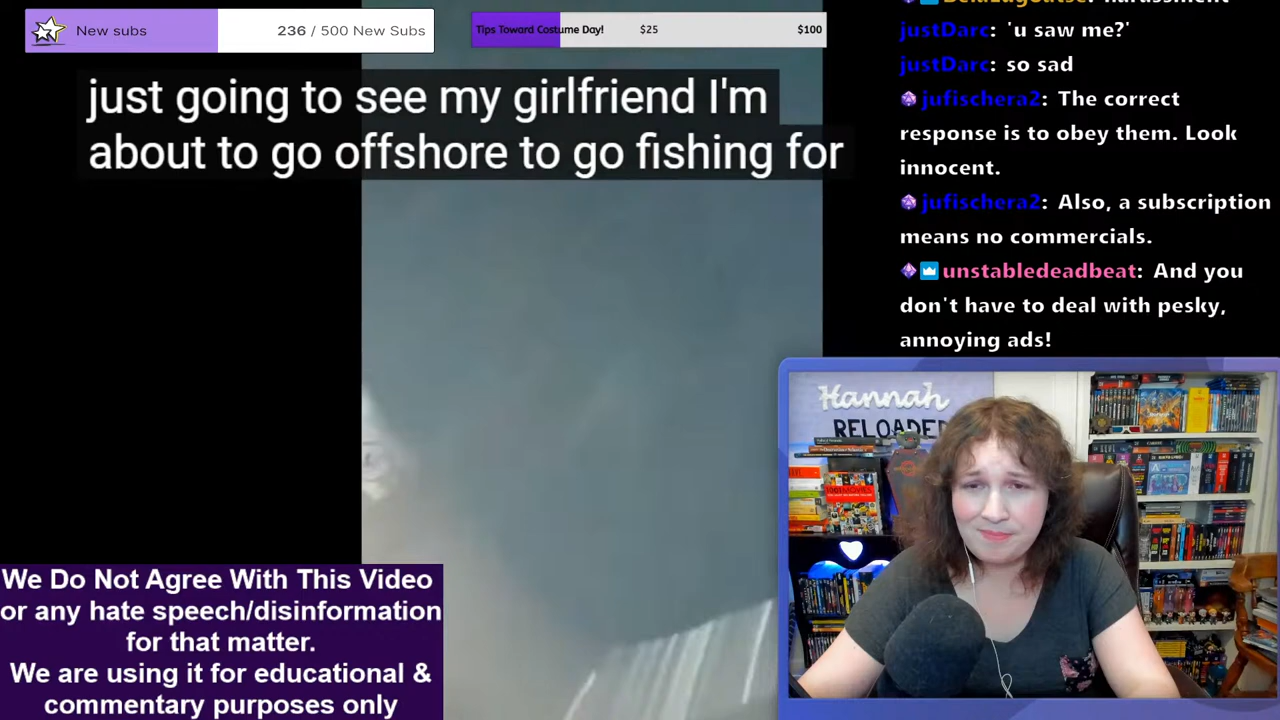 New subs
236 / 500 New Subs
Tips Toward Costume Day!
$25
$100
just going to see my girlfriend I'm
about to go offshore to go fishing for
justDarc: 'u saw me?'
justDarc: so sad
jufischera2: The correct
response is to obey them. Look
innocent.
jufischera2: Also, a subscription
means no commercials.
unstabledeadbeat: And you
don't have to deal with pesky,
annoying ads!
Hannah
RELOADED
We Do Not Agree With This Video
or any hate speech/disinformation
for that matter.
We are using it for educational &
commentary purposes only